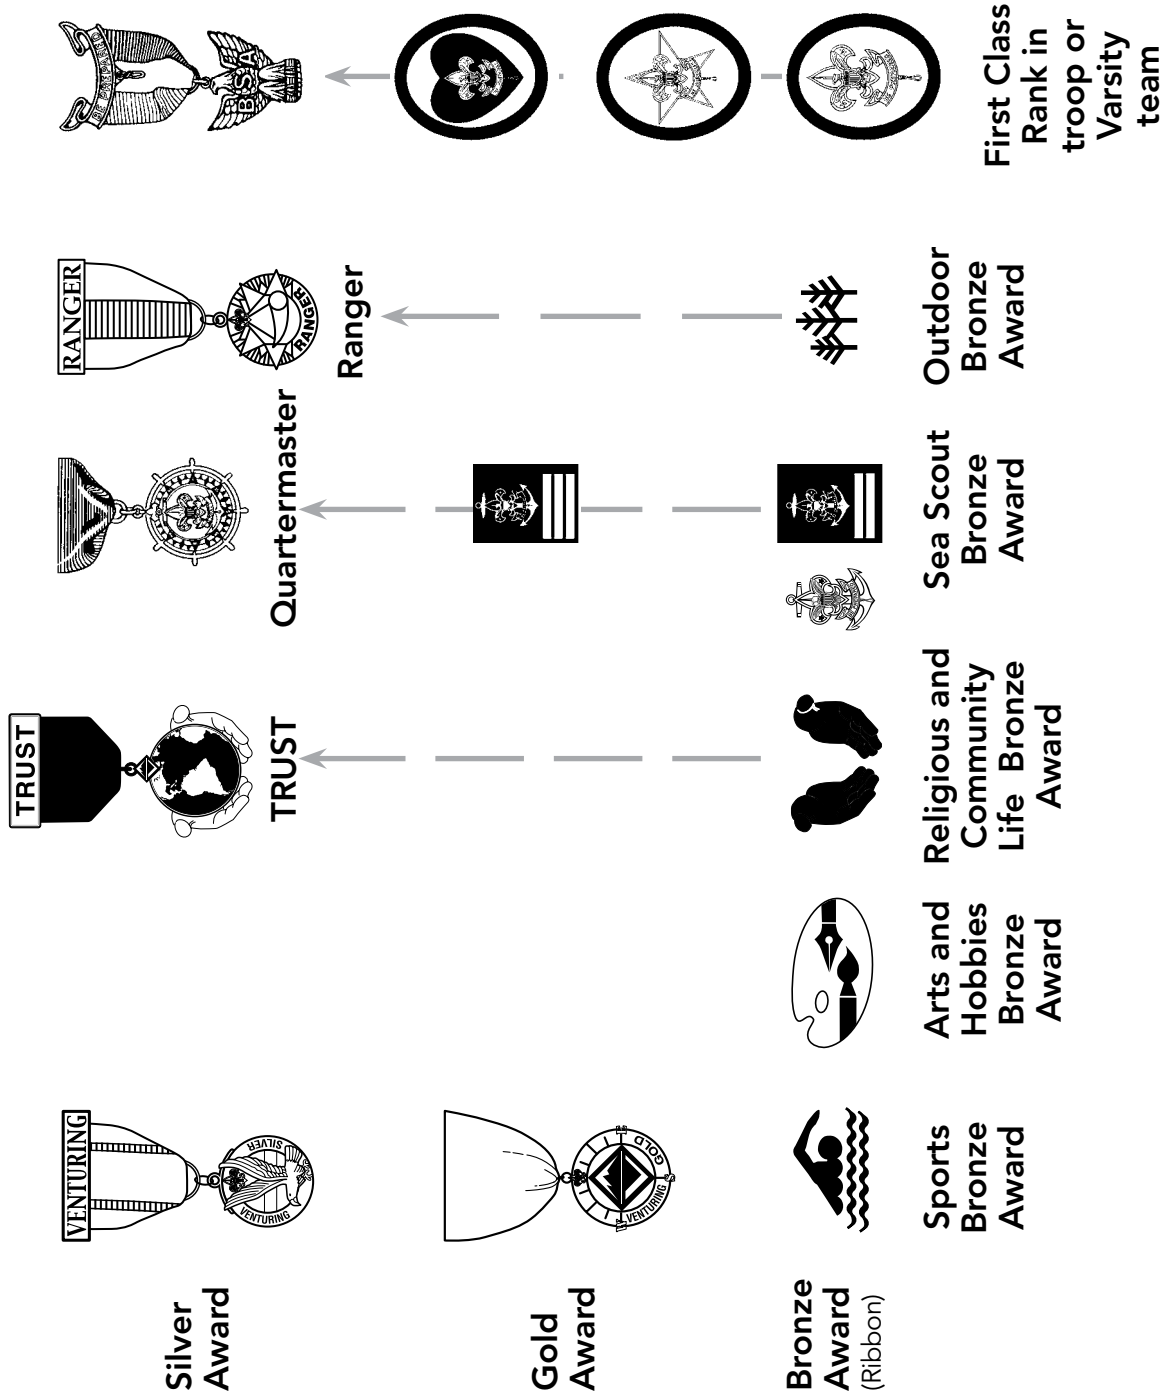 Silver
Award
VENTURING
VENTURING
SILVER
TRUST
TRUST
Quartermaster
RANGER
RANGER
Ranger
BE PREPARED
BSA
Gold
Award
VENTURING
GOLD
N
E
S
W
Bronze
Award
(Ribbon)
Sports
Bronze
Award
Arts and
Hobbies
Bronze
Award
Religious and
Community
Life Bronze
Award
Sea Scout
Bronze
Award
Outdoor
Bronze
Award
First Class
Rank in
troop or
Varsity
team